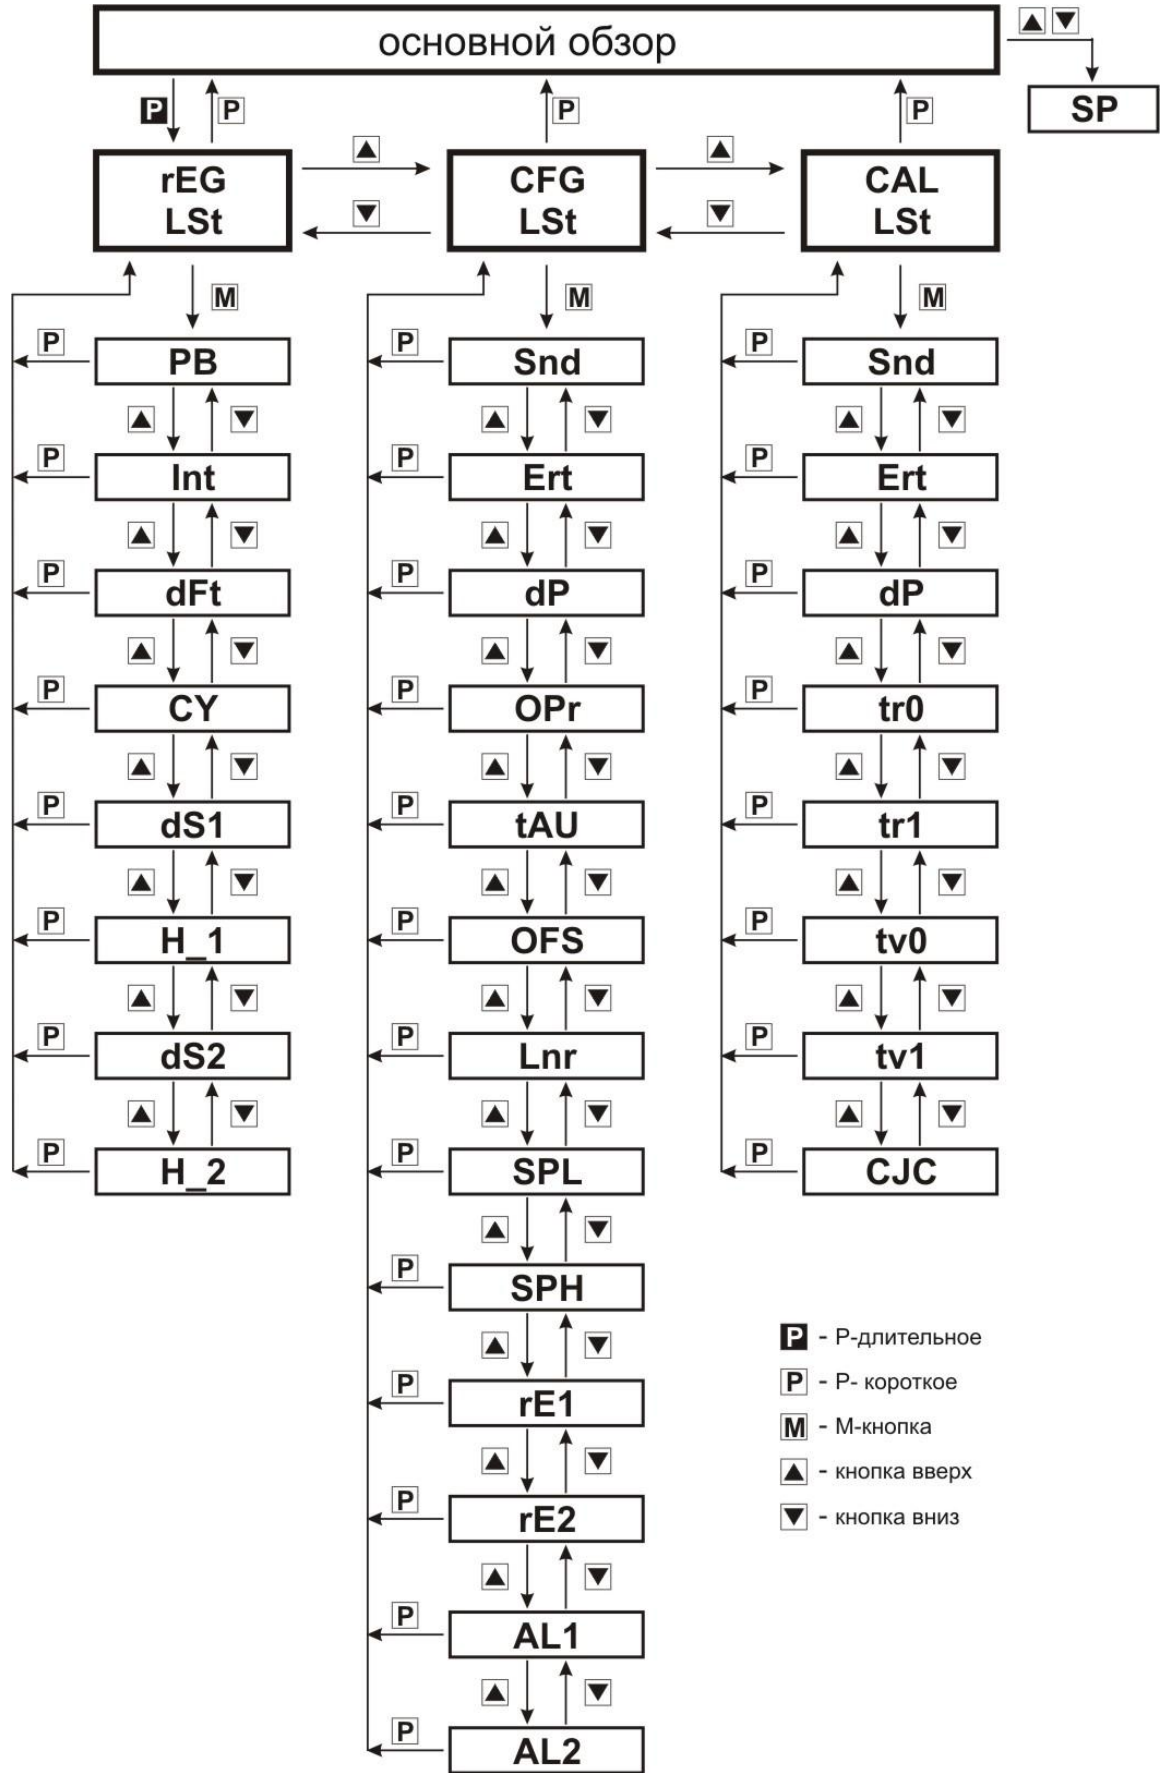 основной обзор
SP
P
P
P
P
rEG
LSt
CFG
LSt
CAL
LSt
M
M
M
P
PB
P
Snd
P
Snd
P
Int
P
Ert
P
Ert
P
dFt
P
dP
P
dP
P
CY
P
OPr
P
tr0
P
dS1
P
tAU
P
tr1
P
H_1
P
OFS
P
tv0
P
dS2
P
Lnr
P
tv1
P
H_2
P
SPL
P
CJC
P
SPH
P
rE1
P
rE2
P
AL1
P
AL2
P - Р-длительное
P - Р- короткое
M - М-кнопка
- кнопка вверх
- кнопка вниз